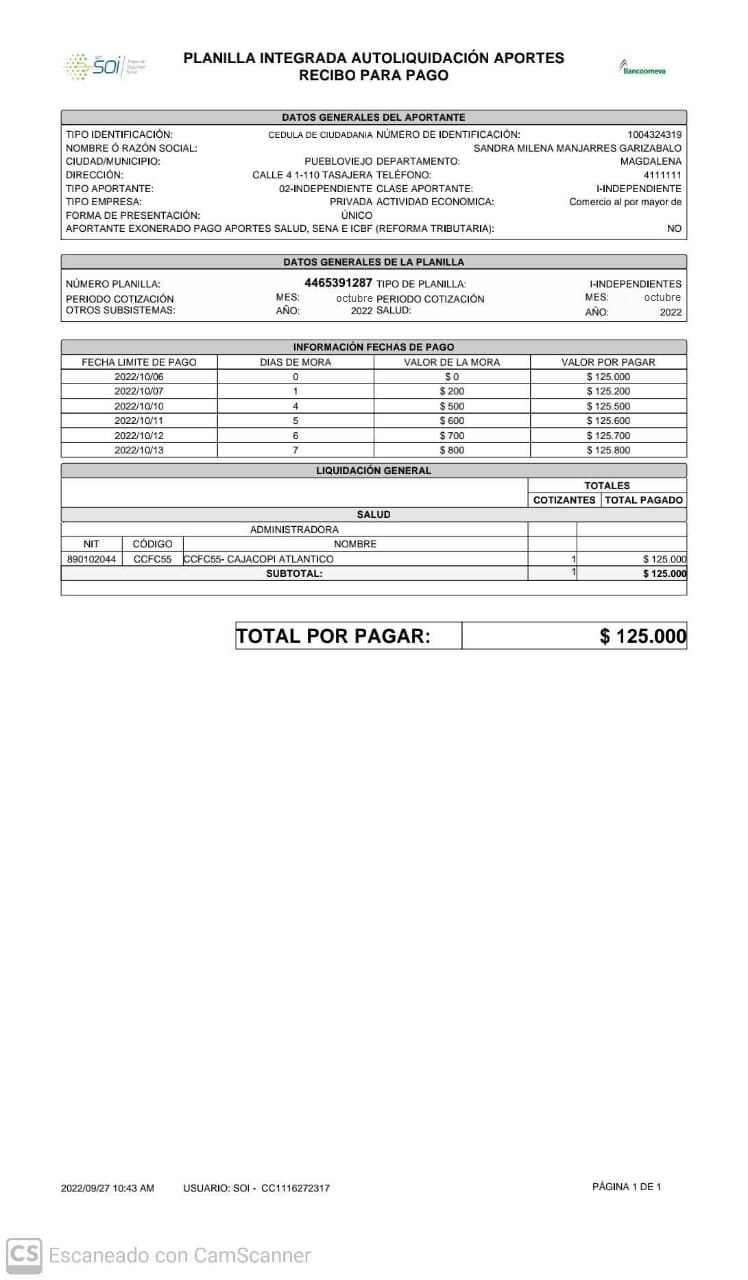 soi Pagos de Seguridad Social
PLANILLA INTEGRADA AUTOLIQUIDACIÓN APORTES
RECIBO PARA PAGO
Bancoomeva
DATOS GENERALES DEL APORTANTE
TIPO IDENTIFICACIÓN: CEDULA DE CIUDADANIA NÚMERO DE IDENTIFICACIÓN: 1004324319
NOMBRE Ó RAZÓN SOCIAL: SANDRA MILENA MANJARRES GARIZABALO
CIUDAD/MUNICIPIO: PUEBLOVIEJO DEPARTAMENTO: MAGDALENA
DIRECCIÓN: CALLE 4 1-110 TASAJERA TELÉFONO: 4111111
TIPO APORTANTE: 02-INDEPENDIENTE CLASE APORTANTE: I-INDEPENDIENTE
TIPO EMPRESA: PRIVADA ACTIVIDAD ECONOMICA: Comercio al por mayor de
FORMA DE PRESENTACIÓN: ÚNICO
APORTANTE EXONERADO PAGO APORTES SALUD, SENA E ICBF (REFORMA TRIBUTARIA): NO
DATOS GENERALES DE LA PLANILLA
NÚMERO PLANILLA: 4465391287 TIPO DE PLANILLA: I-INDEPENDIENTES
PERIODO COTIZACIÓN MES: octubre PERIODO COTIZACIÓN MES: octubre
OTROS SUBSISTEMAS: AÑO: 2022 SALUD: AÑO: 2022
INFORMACIÓN FECHAS DE PAGO
FECHA LIMITE DE PAGO DIAS DE MORA VALOR DE LA MORA VALOR POR PAGAR
2022/10/06 0 $ 0 $ 125.000
2022/10/07 1 $ 200 $ 125.200
2022/10/10 4 $ 500 $ 125.500
2022/10/11 5 $ 600 $ 125.600
2022/10/12 6 $ 700 $ 125.700
2022/10/13 7 $ 800 $ 125.800
LIQUIDACIÓN GENERAL
TOTALES
COTIZANTES TOTAL PAGADO
SALUD
ADMINISTRADORA
NIT CÓDIGO NOMBRE
890102044 CCFC55 CCFC55- CAJACOPI ATLANTICO 1 $ 125.000
SUBTOTAL: 1 $ 125.000
TOTAL POR PAGAR: $ 125.000
2022/09/27 10:43 AM USUARIO: SOI - CC1116272317 PÁGINA 1 DE 1
CS Escaneado con CamScanner